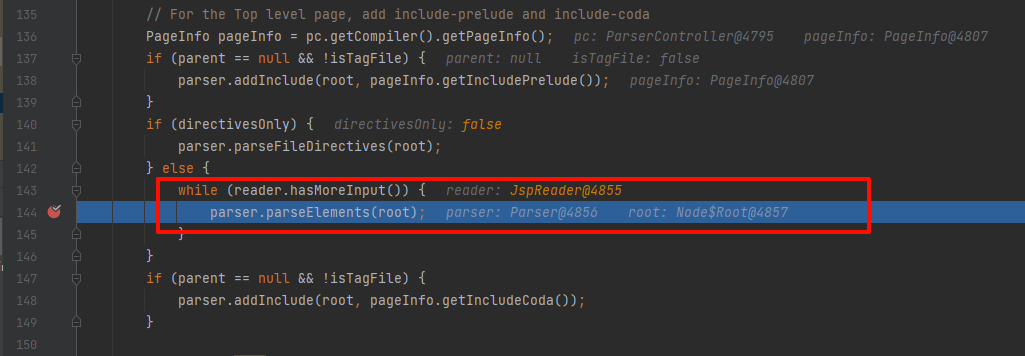 135 // For the Top level page, add include-prelude and include-coda
136 PageInfo pageInfo = pc.getCompiler().getPageInfo(); pc: ParserController@4795 pageInfo: PageInfo@4807
137 if (parent == null && !isTagFile) { parent: null isTagFile: false
138 parser.addInclude(root, pageInfo.getIncludePrelude()); pageInfo: PageInfo@4807
139 }
140 if (directivesOnly) { directivesOnly: false
141 parser.parseFileDirectives(root);
142 } else {
143 while (reader.hasMoreInput()) { reader: JspReader@4855
144 parser.parseElements(root); parser: Parser@4856 root: Node$Root@4857
145 }
146 }
147 if (parent == null && !isTagFile) {
148 parser.addInclude(root, pageInfo.getIncludeCoda());
149 }
150